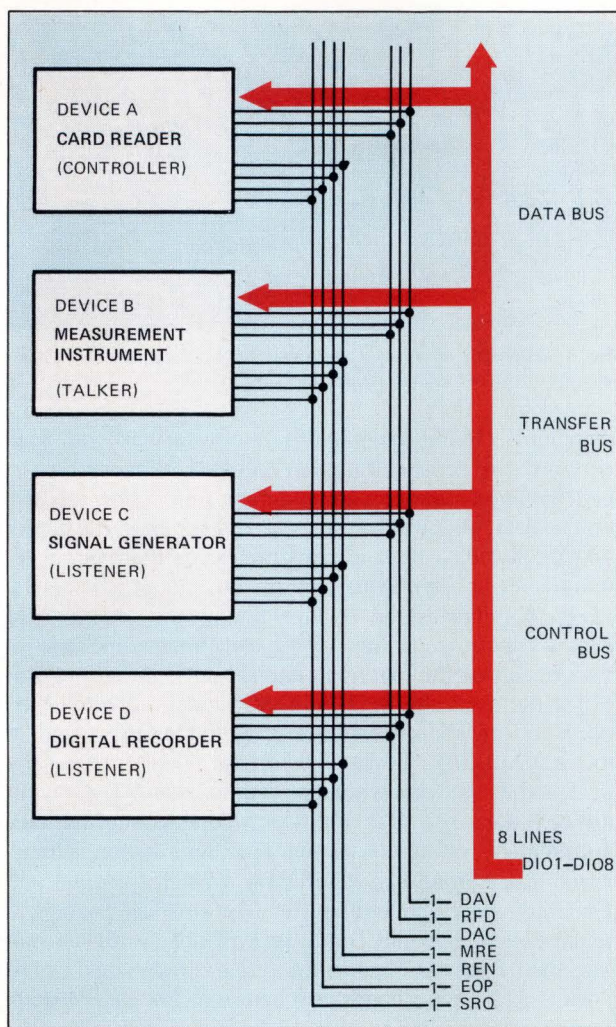 DEVICE A
CARD READER
(CONTROLLER)
DATA BUS
DEVICE B
MEASUREMENT
INSTRUMENT
(TALKER)
TRANSFER
BUS
DEVICE C
SIGNAL GENERATOR
(LISTENER)
CONTROL
BUS
DEVICE D
DIGITAL RECORDER
(LISTENER)
8 LINES
DIO1–DIO8
1 DAV
1 RFD
1 DAC
1 MRE
1 REN
1 EOP
1 SRQ